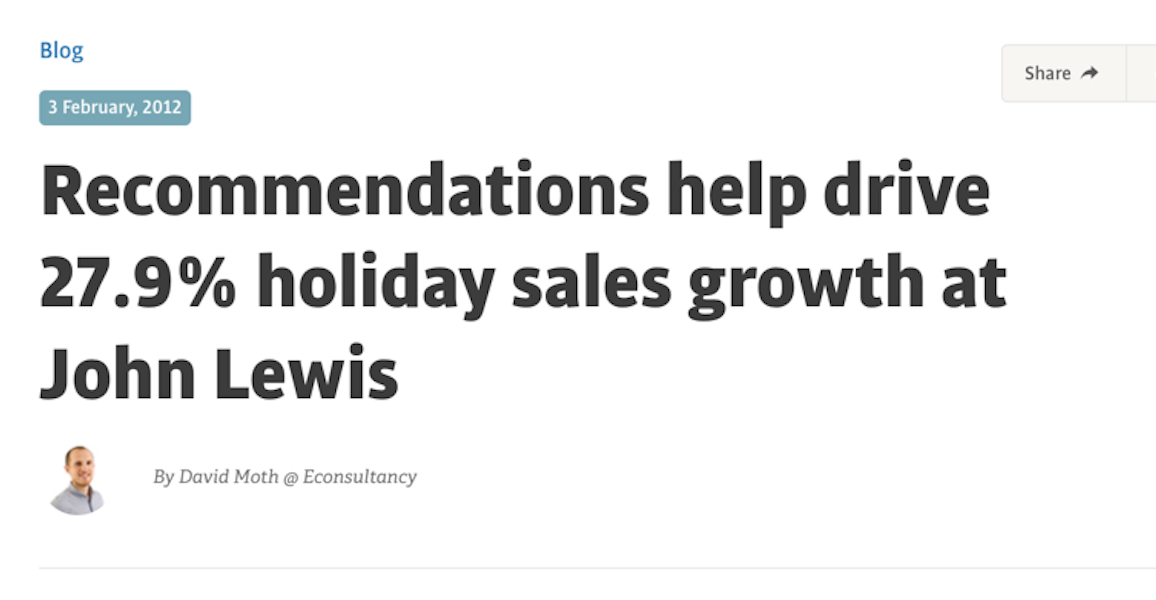 Blog
Share
3 February, 2012
Recommendations help drive
27.9% holiday sales growth at
John Lewis
By David Moth @ Econsultancy